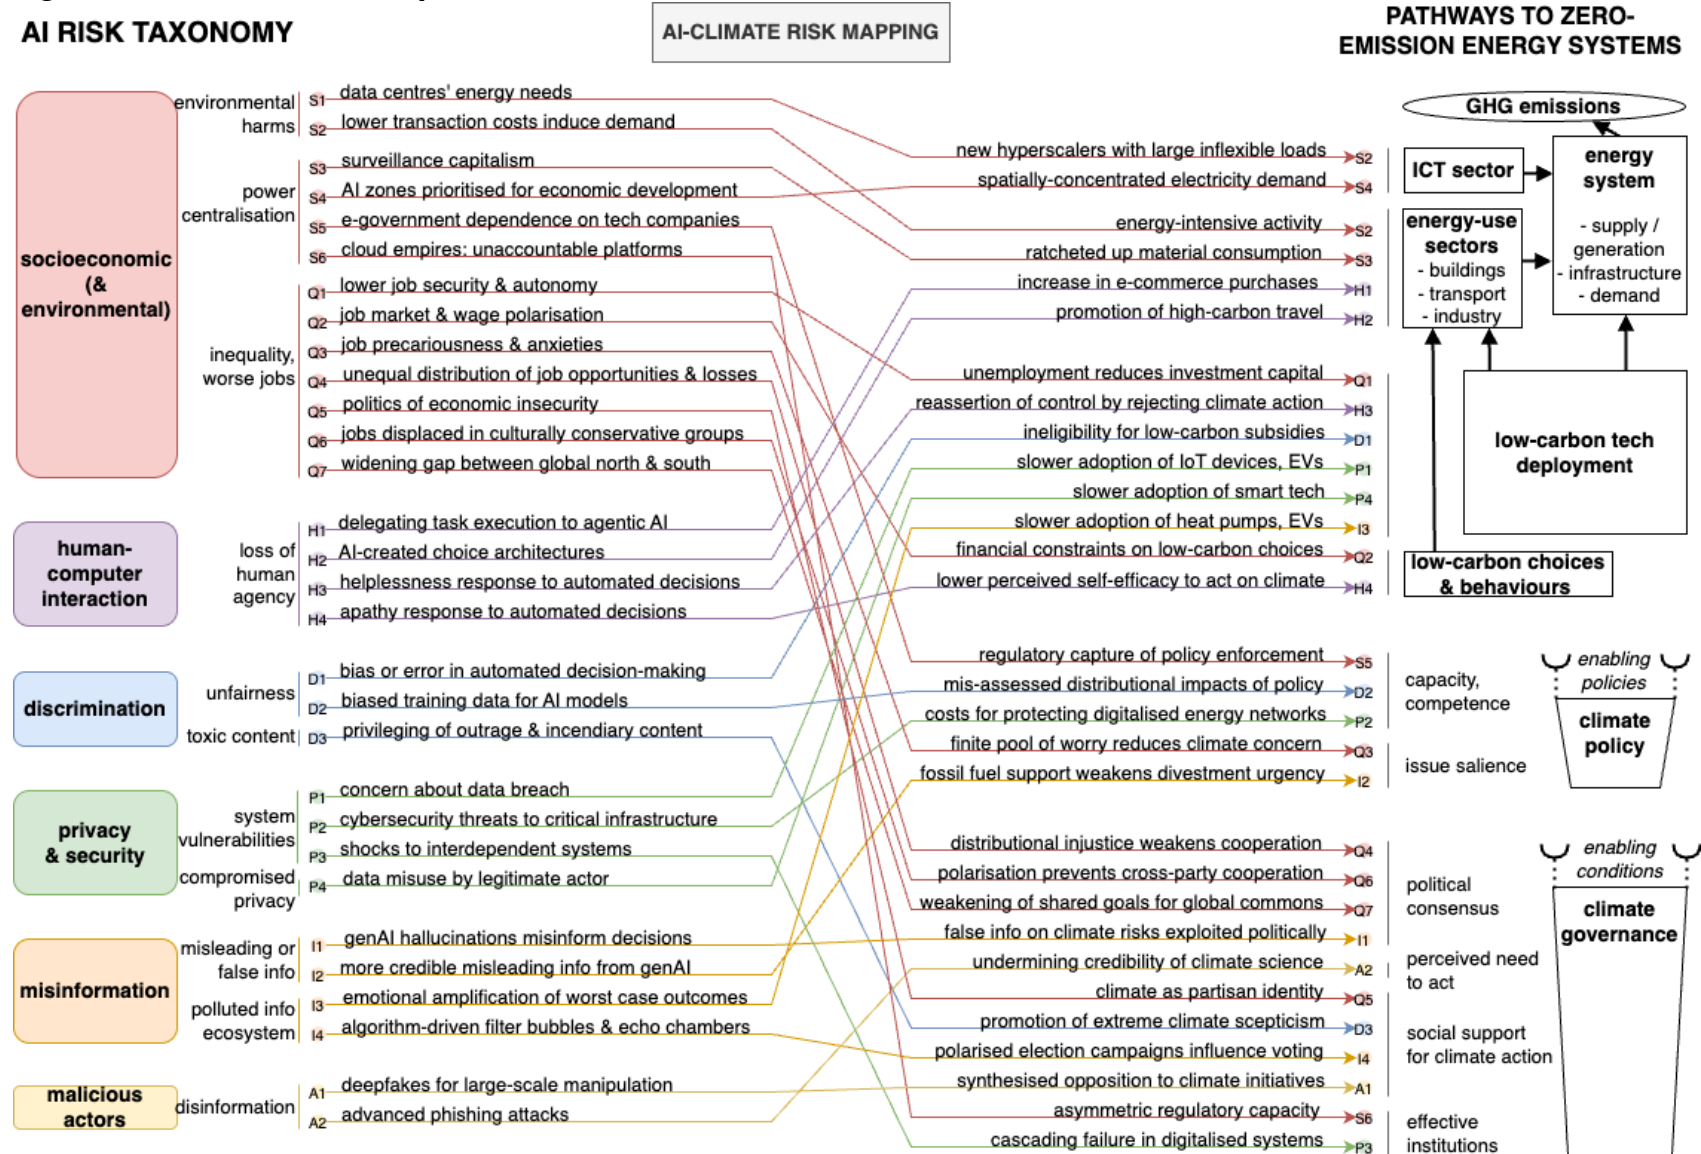 AI RISK TAXONOMY
AI-CLIMATE RISK MAPPING
PATHWAYS TO ZERO-
EMISSION ENERGY SYSTEMS
socioeconomic
(&
environmental)
environmental
harms
S1 data centres' energy needs
S2 lower transaction costs induce demand
power
centralisation
S3 surveillance capitalism
S4 AI zones prioritised for economic development
S5 e-government dependence on tech companies
S6 cloud empires: unaccountable platforms
inequality,
worse jobs
Q1 lower job security & autonomy
Q2 job market & wage polarisation
Q3 job precariousness & anxieties
Q4 unequal distribution of job opportunities & losses
Q5 politics of economic insecurity
Q6 jobs displaced in culturally conservative groups
Q7 widening gap between global north & south
human-
computer
interaction
loss of
human
agency
H1 delegating task execution to agentic AI
H2 AI-created choice architectures
H3 helplessness response to automated decisions
H4 apathy response to automated decisions
discrimination
unfairness
D1 bias or error in automated decision-making
D2 biased training data for AI models
toxic content
D3 privileging of outrage & incendiary content
privacy
& security
system
vulnerabilities
P1 concern about data breach
P2 cybersecurity threats to critical infrastructure
P3 shocks to interdependent systems
compromised
privacy
P4 data misuse by legitimate actor
misinformation
misleading or
false info
I1 genAI hallucinations misinform decisions
I2 more credible misleading info from genAI
polluted info
ecosystem
I3 emotional amplification of worst case outcomes
I4 algorithm-driven filter bubbles & echo chambers
malicious
actors
disinformation
A1 deepfakes for large-scale manipulation
A2 advanced phishing attacks
new hyperscalers with large inflexible loads S2
spatially-concentrated electricity demand S4
energy-intensive activity S2
ratcheted up material consumption S3
increase in e-commerce purchases H1
promotion of high-carbon travel H2
unemployment reduces investment capital Q1
reassertion of control by rejecting climate action H3
ineligibility for low-carbon subsidies D1
slower adoption of IoT devices, EVs P1
slower adoption of smart tech P4
slower adoption of heat pumps, EVs I3
financial constraints on low-carbon choices Q2
lower perceived self-efficacy to act on climate H4
regulatory capture of policy enforcement S5
mis-assessed distributional impacts of policy D2
costs for protecting digitalised energy networks P2
finite pool of worry reduces climate concern Q3
fossil fuel support weakens divestment urgency I2
distributional injustice weakens cooperation Q4
polarisation prevents cross-party cooperation Q6
weakening of shared goals for global commons Q7
false info on climate risks exploited politically I1
undermining credibility of climate science A2
climate as partisan identity Q5
promotion of extreme climate scepticism D3
polarised election campaigns influence voting I4
synthesised opposition to climate initiatives A1
asymmetric regulatory capacity S6
cascading failure in digitalised systems P3
GHG emissions
ICT sector
energy
system
- supply /
generation
- infrastructure
- demand
energy-use
sectors
- buildings
- transport
- industry
low-carbon tech
deployment
low-carbon choices
& behaviours
capacity,
competence
issue salience
enabling
policies
climate
policy
political
consensus
perceived need
to act
social support
for climate action
effective
institutions
enabling
conditions
climate
governance